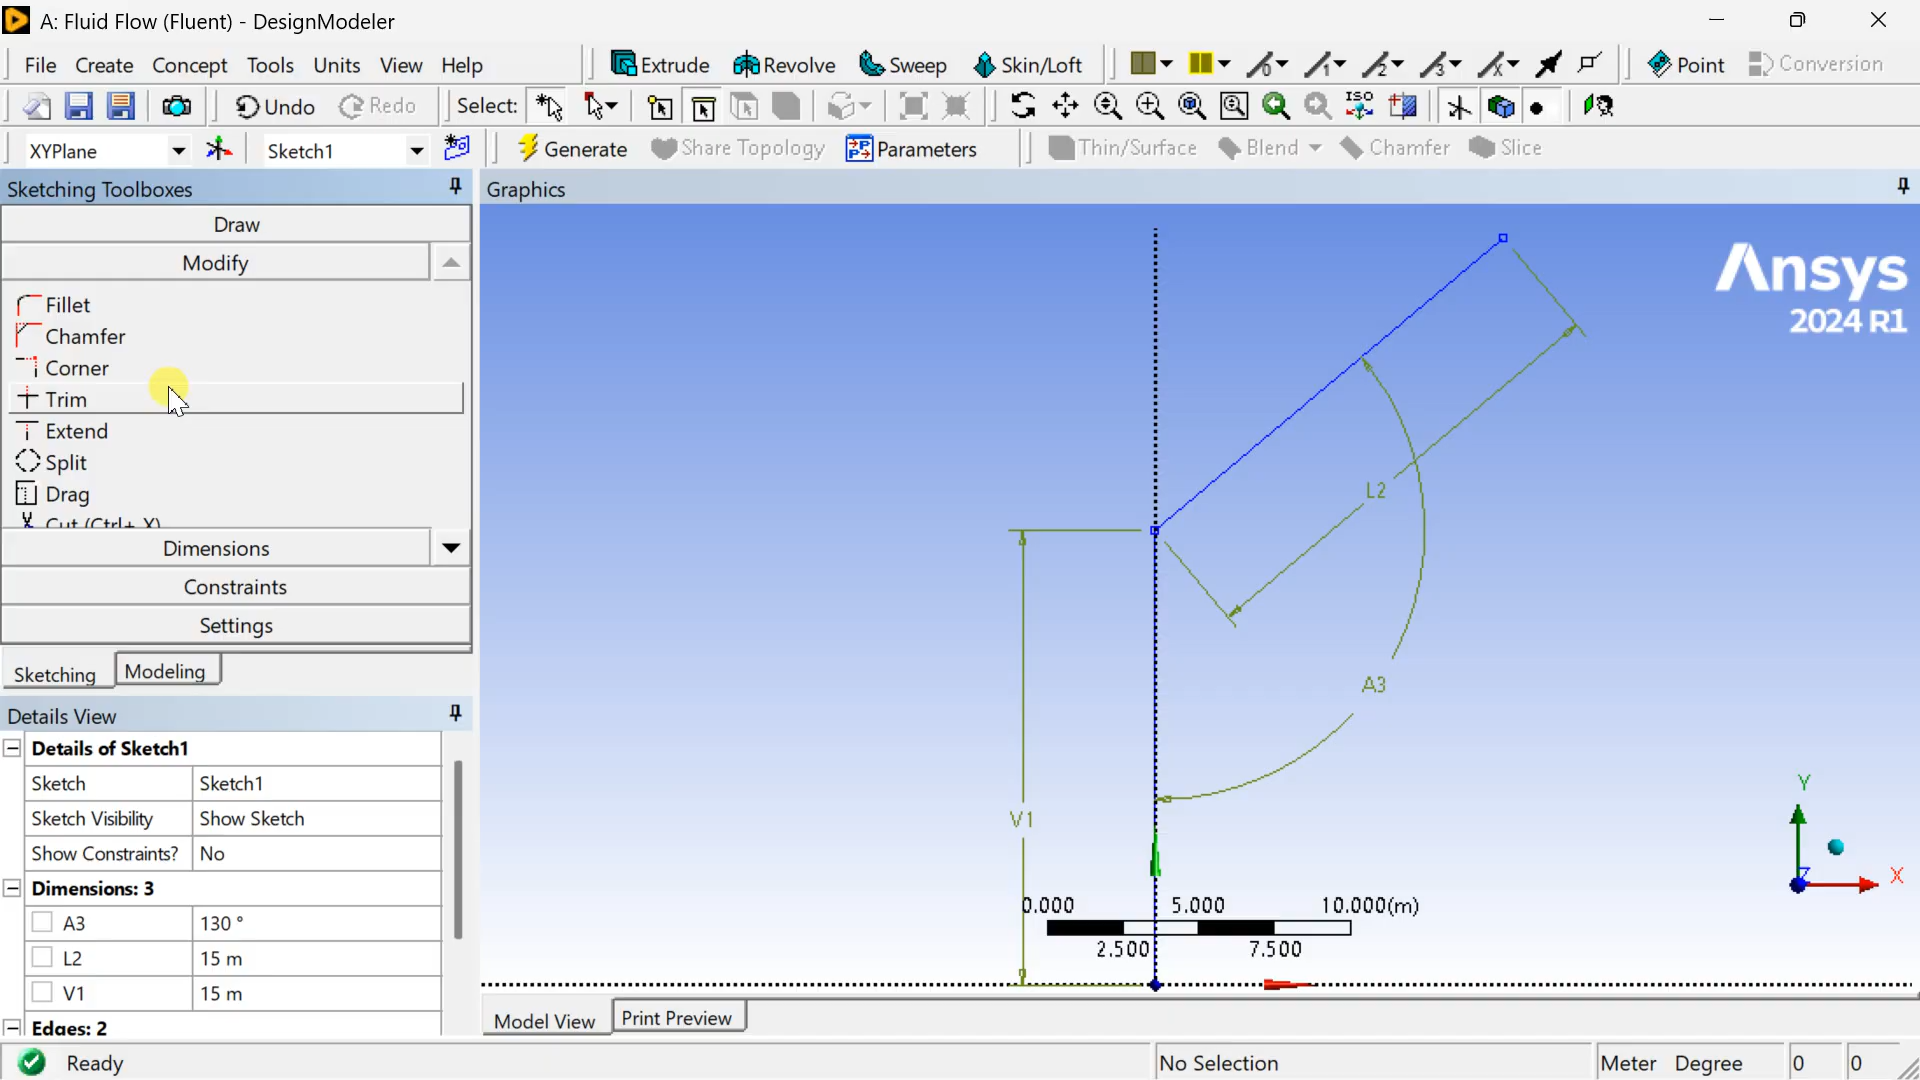 A: Fluid Flow (Fluent) - DesignModeler
File Create Concept Tools Units View Help Extrude Revolve Sweep Skin/Loft Point Conversion
Undo Redo Select: ISO
XYPlane Sketch1 Generate Share Topology Parameters Thin/Surface Blend Chamfer Slice
Sketching Toolboxes
Draw
Modify
Fillet
Chamfer
Corner
Trim
Extend
Split
Drag
Cut (Ctrl+ X)
Dimensions
Constraints
Settings
Sketching Modeling
Details View
Details of Sketch1
Sketch Sketch1
Sketch Visibility Show Sketch
Show Constraints? No
Dimensions: 3
A3 130 °
L2 15 m
V1 15 m
Edges: 2
Graphics
Ansys
2024 R1
L2
A3
V1
0.000 5.000 10.000(m)
2.500 7.500
Y
Z X
Model View Print Preview
Ready No Selection Meter Degree 0 0